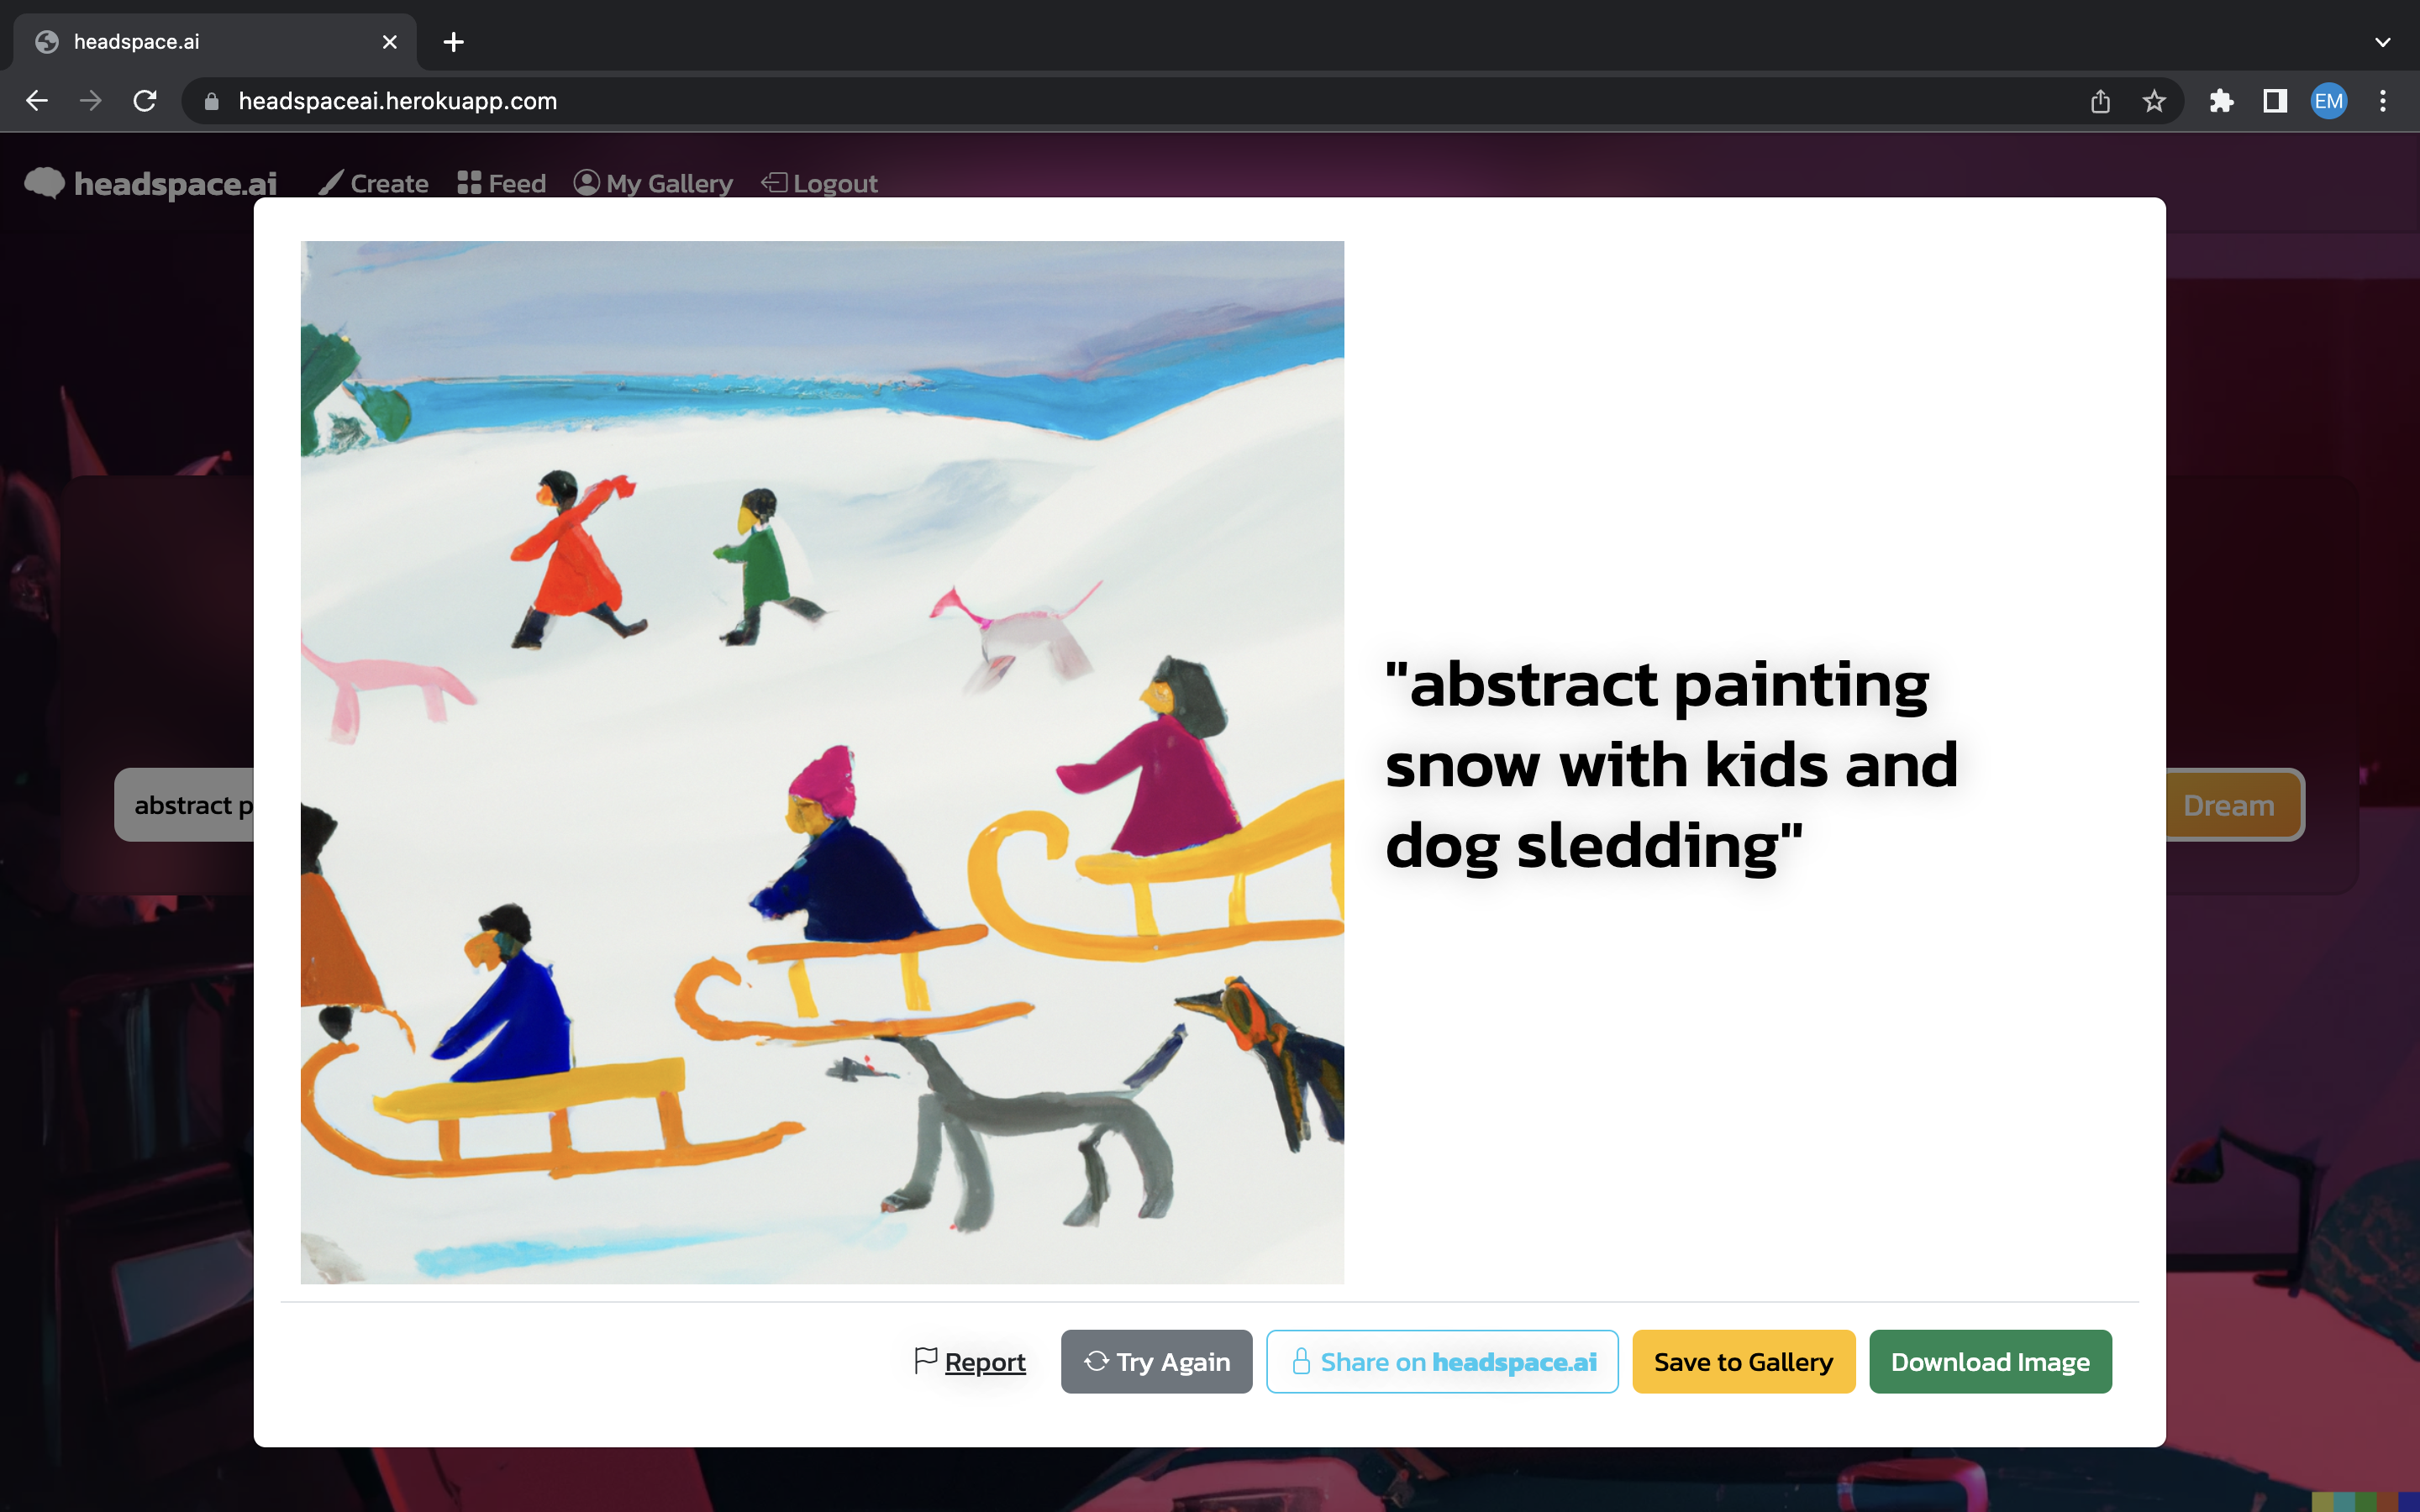 headspace.ai
headspaceai.herokuapp.com
EM
headspace.ai Create Feed My Gallery Logout
"abstract painting
snow with kids and
dog sledding"
abstract p
Dream
Report Try Again Share on headspace.ai Save to Gallery Download Image